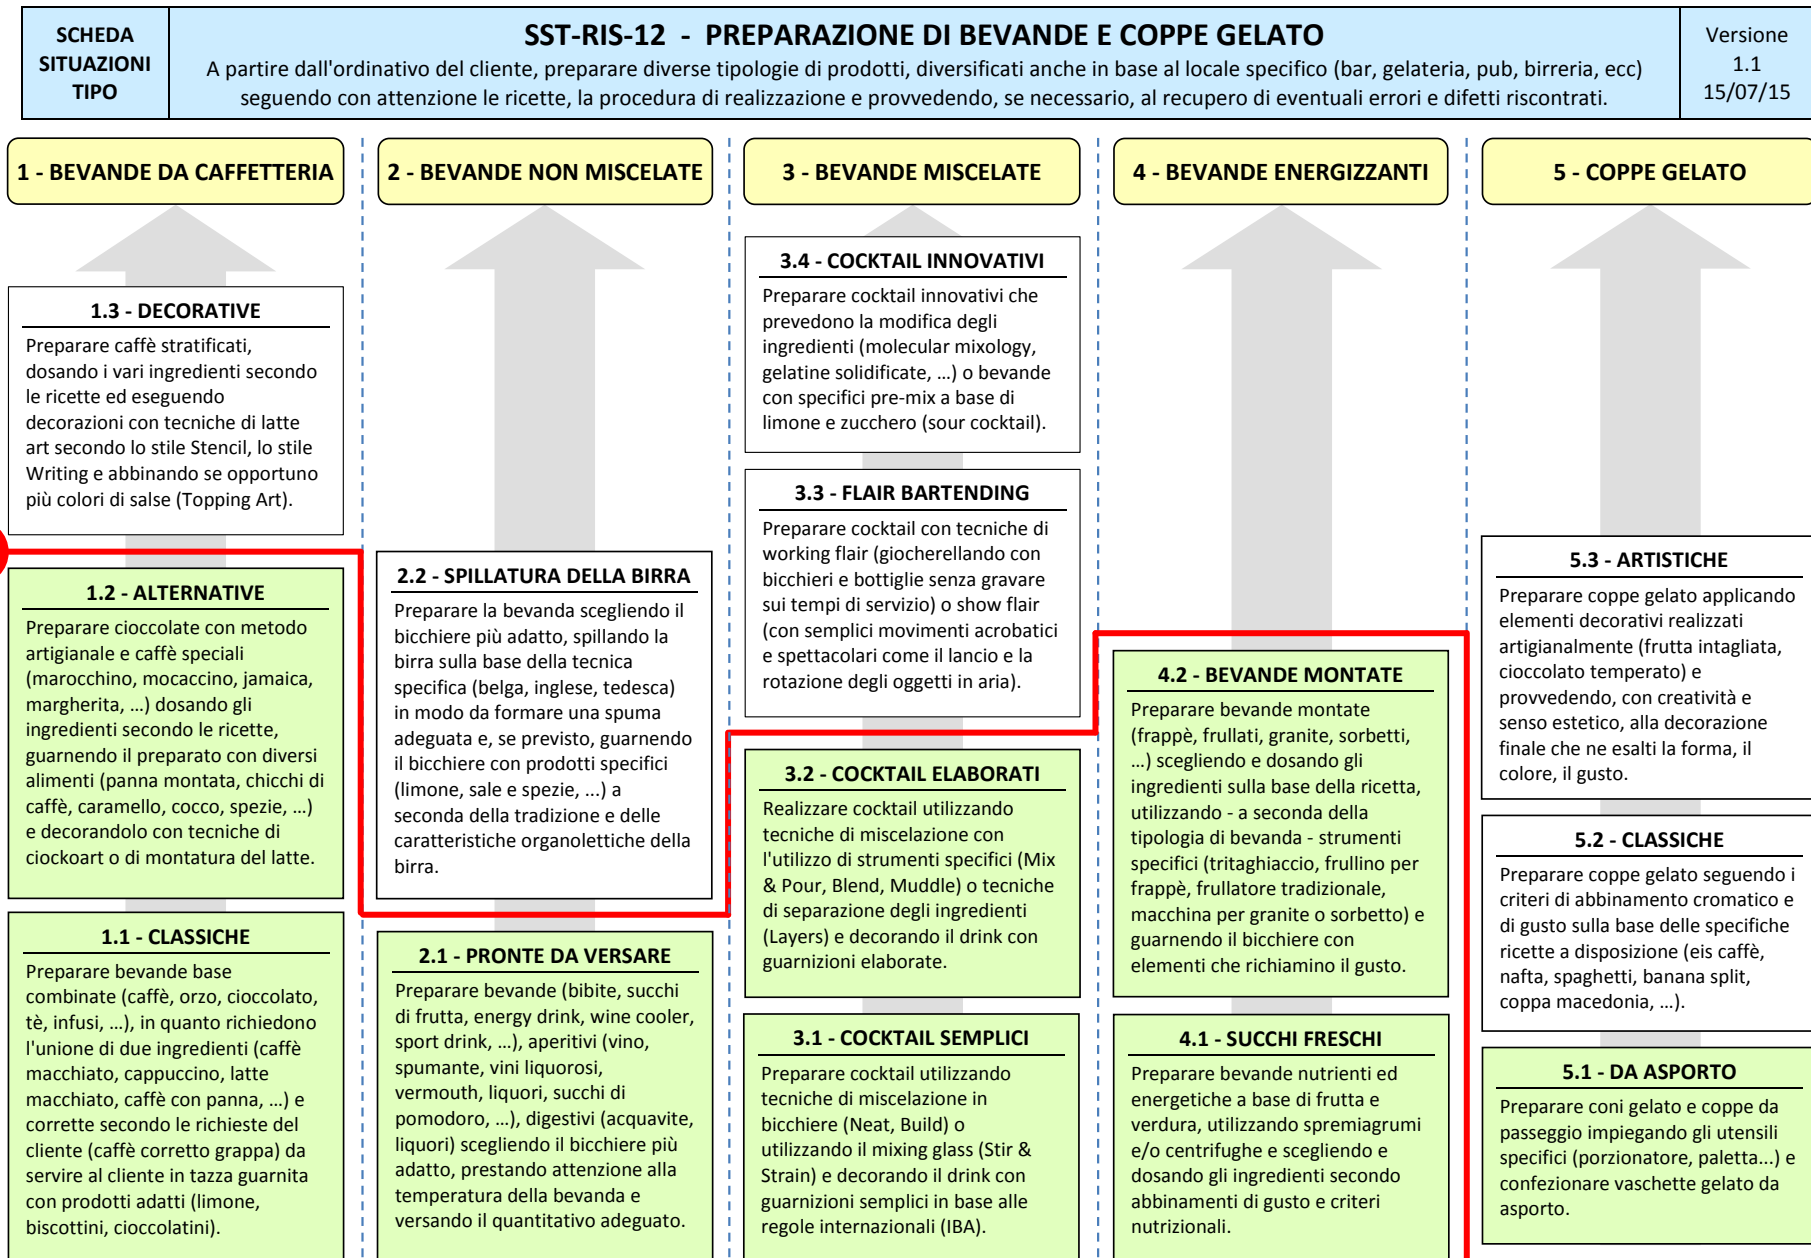 SCHEDA
SITUAZIONI
TIPO
SST-RIS-12 - PREPARAZIONE DI BEVANDE E COPPE GELATO
A partire dall'ordinativo del cliente, preparare diverse tipologie di prodotti, diversificati anche in base al locale specifico (bar, gelateria, pub, birreria, ecc)
seguendo con attenzione le ricette, la procedura di realizzazione e provvedendo, se necessario, al recupero di eventuali errori e difetti riscontrati.
Versione
1.1
15/07/15
1 - BEVANDE DA CAFFETTERIA
1.3 - DECORATIVE
Preparare caffè stratificati,
dosando i vari ingredienti secondo
le ricette ed eseguendo
decorazioni con tecniche di latte
art secondo lo stile Stencil, lo stile
Writing e abbinando se opportuno
più colori di salse (Topping Art).
1.2 - ALTERNATIVE
Preparare cioccolate con metodo
artigianale e caffè speciali
(marocchino, mocaccino, jamaica,
margherita, ...) dosando gli
ingredienti secondo le ricette,
guarnendo il preparato con diversi
alimenti (panna montata, chicchi di
caffè, caramello, cocco, spezie, ...)
e decorandolo con tecniche di
ciockoart o di montatura del latte.
1.1 - CLASSICHE
Preparare bevande base
combinate (caffè, orzo, cioccolato,
tè, infusi, ...), in quanto richiedono
l'unione di due ingredienti (caffè
macchiato, cappuccino, latte
macchiato, caffè con panna, ...) e
corrette secondo le richieste del
cliente (caffè corretto grappa) da
servire al cliente in tazza guarnita
con prodotti adatti (limone,
biscottini, cioccolatini).
2 - BEVANDE NON MISCELATE
2.2 - SPILLATURA DELLA BIRRA
Preparare la bevanda scegliendo il
bicchiere più adatto, spillando la
birra sulla base della tecnica
specifica (belga, inglese, tedesca)
in modo da formare una spuma
adeguata e, se previsto, guarnendo
il bicchiere con prodotti specifici
(limone, sale e spezie, ...) a
seconda della tradizione e delle
caratteristiche organolettiche della
birra.
2.1 - PRONTE DA VERSARE
Preparare bevande (bibite, succhi
di frutta, energy drink, wine cooler,
sport drink, ...), aperitivi (vino,
spumante, vini liquorosi,
vermouth, liquori, succhi di
pomodoro, ...), digestivi (acquavite,
liquori) scegliendo il bicchiere più
adatto, prestando attenzione alla
temperatura della bevanda e
versando il quantitativo adeguato.
3 - BEVANDE MISCELATE
3.4 - COCKTAIL INNOVATIVI
Preparare cocktail innovativi che
prevedono la modifica degli
ingredienti (molecular mixology,
gelatine solidificate, ...) o bevande
con specifici pre-mix a base di
limone e zucchero (sour cocktail).
3.3 - FLAIR BARTENDING
Preparare cocktail con tecniche di
working flair (giocherellando con
bicchieri e bottiglie senza gravare
sui tempi di servizio) o show flair
(con semplici movimenti acrobatici
e spettacolari come il lancio e la
rotazione degli oggetti in aria).
3.2 - COCKTAIL ELABORATI
Realizzare cocktail utilizzando
tecniche di miscelazione con
l'utilizzo di strumenti specifici (Mix
& Pour, Blend, Muddle) o tecniche
di separazione degli ingredienti
(Layers) e decorando il drink con
guarnizioni elaborate.
3.1 - COCKTAIL SEMPLICI
Preparare cocktail utilizzando
tecniche di miscelazione in
bicchiere (Neat, Build) o
utilizzando il mixing glass (Stir &
Strain) e decorando il drink con
guarnizioni semplici in base alle
regole internazionali (IBA).
4 - BEVANDE ENERGIZZANTI
4.2 - BEVANDE MONTATE
Preparare bevande montate
(frappè, frullati, granite, sorbetti,
...) scegliendo e dosando gli
ingredienti sulla base della ricetta,
utilizzando - a seconda della
tipologia di bevanda - strumenti
specifici (tritaghiaccio, frullino per
frappè, frullatore tradizionale,
macchina per granite o sorbetto) e
guarnendo il bicchiere con
elementi che richiamino il gusto.
4.1 - SUCCHI FRESCHI
Preparare bevande nutrienti ed
energetiche a base di frutta e
verdura, utilizzando spremiagrumi
e/o centrifughe e scegliendo e
dosando gli ingredienti secondo
abbinamenti di gusto e criteri
nutrizionali.
5 - COPPE GELATO
5.3 - ARTISTICHE
Preparare coppe gelato applicando
elementi decorativi realizzati
artigianalmente (frutta intagliata,
cioccolato temperato) e
provvedendo, con creatività e
senso estetico, alla decorazione
finale che ne esalti la forma, il
colore, il gusto.
5.2 - CLASSICHE
Preparare coppe gelato seguendo i
criteri di abbinamento cromatico e
di gusto sulla base delle specifiche
ricette a disposizione (eis caffè,
nafta, spaghetti, banana split,
coppa macedonia, ...).
5.1 - DA ASPORTO
Preparare coni gelato e coppe da
passeggio impiegando gli utensili
specifici (porzionatore, paletta...) e
confezionare vaschette gelato da
asporto.